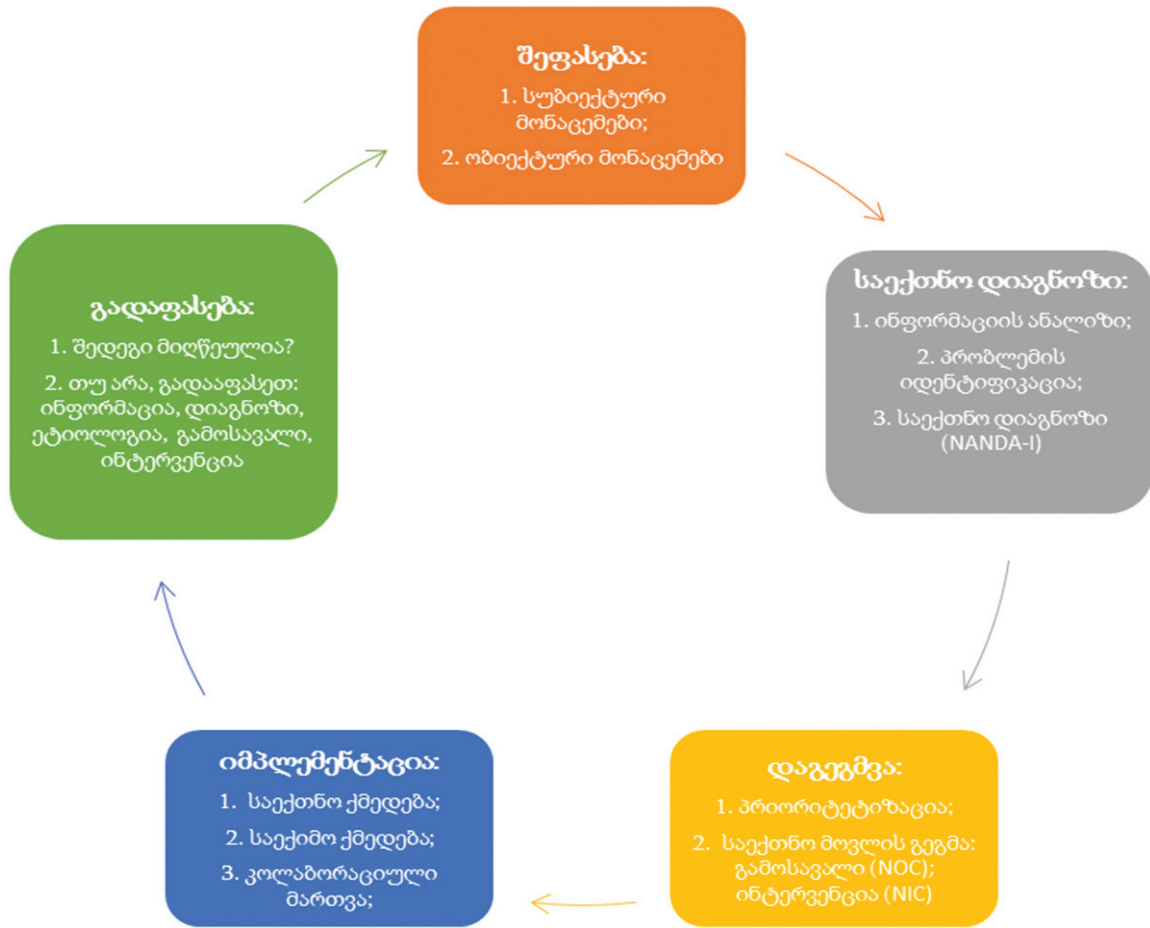 შეფასება:
1. სუბიექტური
მონაცემები;
2. ობიექტური მონაცემები
საექთნო დიაგნოზი:
1. ინფორმაციის ანალიზი;
2. პრობლემის
იდენტიფიკაცია;
3. საექთნო დიაგნოზი
(NANDA-I)
დაგეგმვა:
1. პრიორიტეტიზაცია;
2. საექთნო მოვლის გეგმა:
გამოსავალი (NOC);
ინტერვენცია (NIC)
იმპლემენტაცია:
1. საექთნო ქმედება;
2. საექიმო ქმედება;
3. კოლაბორაციული
მართვა;
გადაფასება:
1. შედეგი მიღწეულია?
2. თუ არა, გადააფასეთ:
ინფორმაცია, დიაგნოზი,
ეტიოლოგია, გამოსავალი,
ინტერვენცია